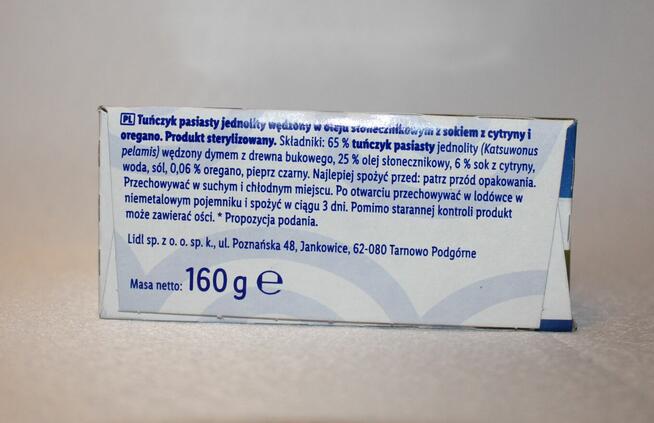 PL Tuńczyk pasiasty jednolity wędzony w oleju słonecznikowym z sokiem z cytryny i
oregano. Produkt sterylizowany. Składniki: 65 % tuńczyk pasiasty jednolity (Katsuwonus
pelamis) wędzony dymem z drewna bukowego, 25 % olej słonecznikowy, 6 % sok z cytryny,
woda, sól, 0,06 % oregano, pieprz czarny. Najlepiej spożyć przed: patrz przód opakowania.
Przechowywać w suchym i chłodnym miejscu. Po otwarciu przechowywać w lodówce w
niemetalowym pojemniku i spożyć w ciągu 3 dni. Pomimo starannej kontroli produkt
może zawierać ości. * Propozycja podania.
Lidl sp. z o. o. sp. k., ul. Poznańska 48, Jankowice, 62-080 Tarnowo Podgórne
Masa netto: 160 g ℮